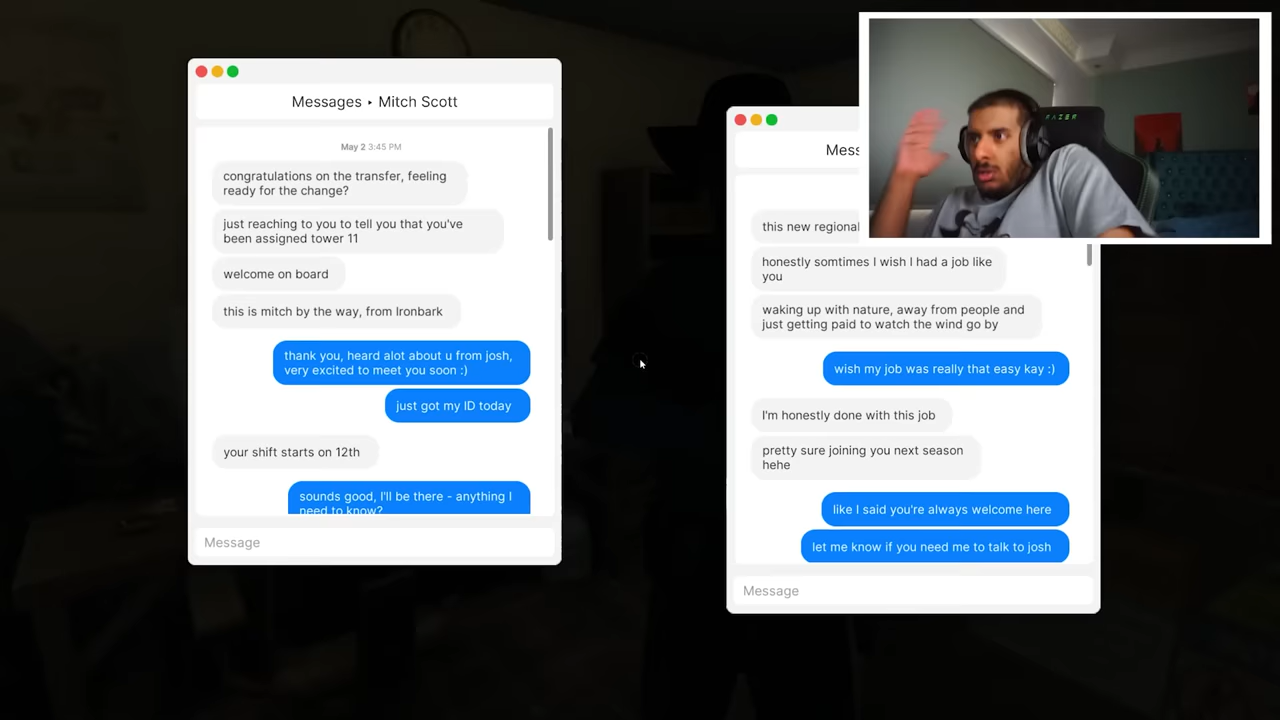 Messages ▸ Mitch Scott
May 2 3:45 PM
congratulations on the transfer, feeling
ready for the change?
just reaching to you to tell you that you've
been assigned tower 11
welcome on board
this is mitch by the way, from Ironbark
thank you, heard alot about u from josh,
very excited to meet you soon :)
just got my ID today
your shift starts on 12th
sounds good, I'll be there - anything I
need to know?
Message
Mess
this new regional
honestly somtimes I wish I had a job like
you
waking up with nature, away from people and
just getting paid to watch the wind go by
wish my job was really that easy kay :)
I'm honestly done with this job
pretty sure joining you next season
hehe
like I said you're always welcome here
let me know if you need me to talk to josh
Message
RAZER